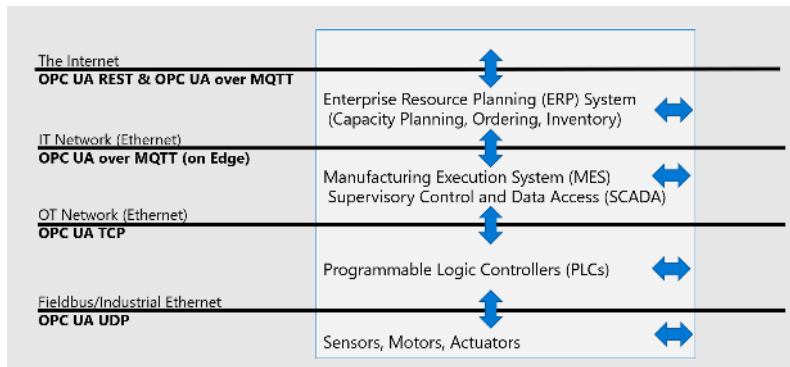 The Internet
OPC UA REST & OPC UA over MQTT
Enterprise Resource Planning (ERP) System
(Capacity Planning, Ordering, Inventory)
IT Network (Ethernet)
OPC UA over MQTT (on Edge)
Manufacturing Execution System (MES)
Supervisory Control and Data Access (SCADA)
OT Network (Ethernet)
OPC UA TCP
Programmable Logic Controllers (PLCs)
Fieldbus/Industrial Ethernet
OPC UA UDP
Sensors, Motors, Actuators